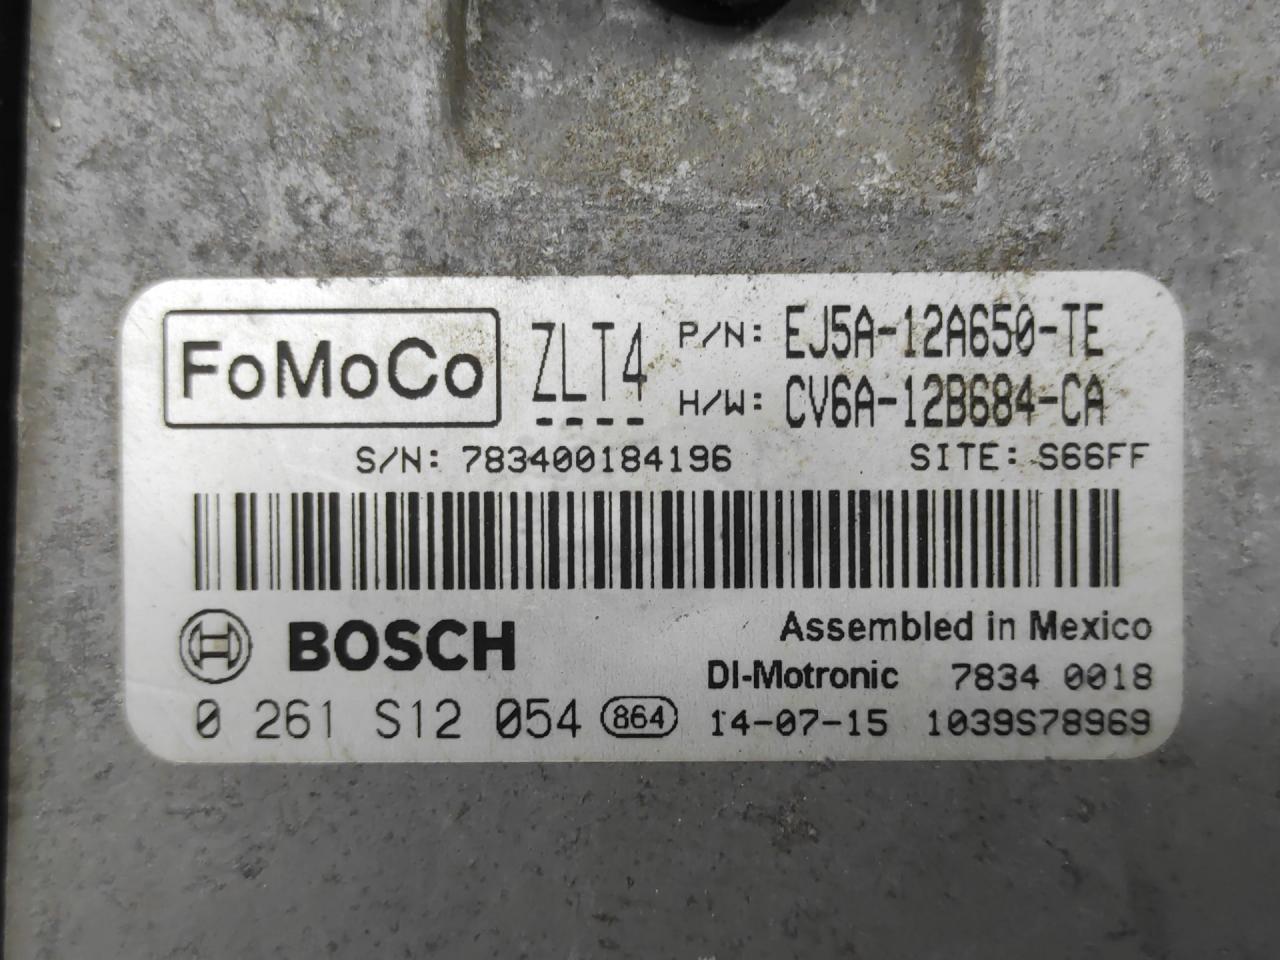 FoMoCo ZLT4 P/N: EJ5A-12A650-TE
H/W: CV6A-12B684-CA
S/N: 783400184196 SITE: S66FF
BOSCH Assembled in Mexico
DI-Motronic 7834 0018
0 261 S12 054 864 14-07-15 1039S78969